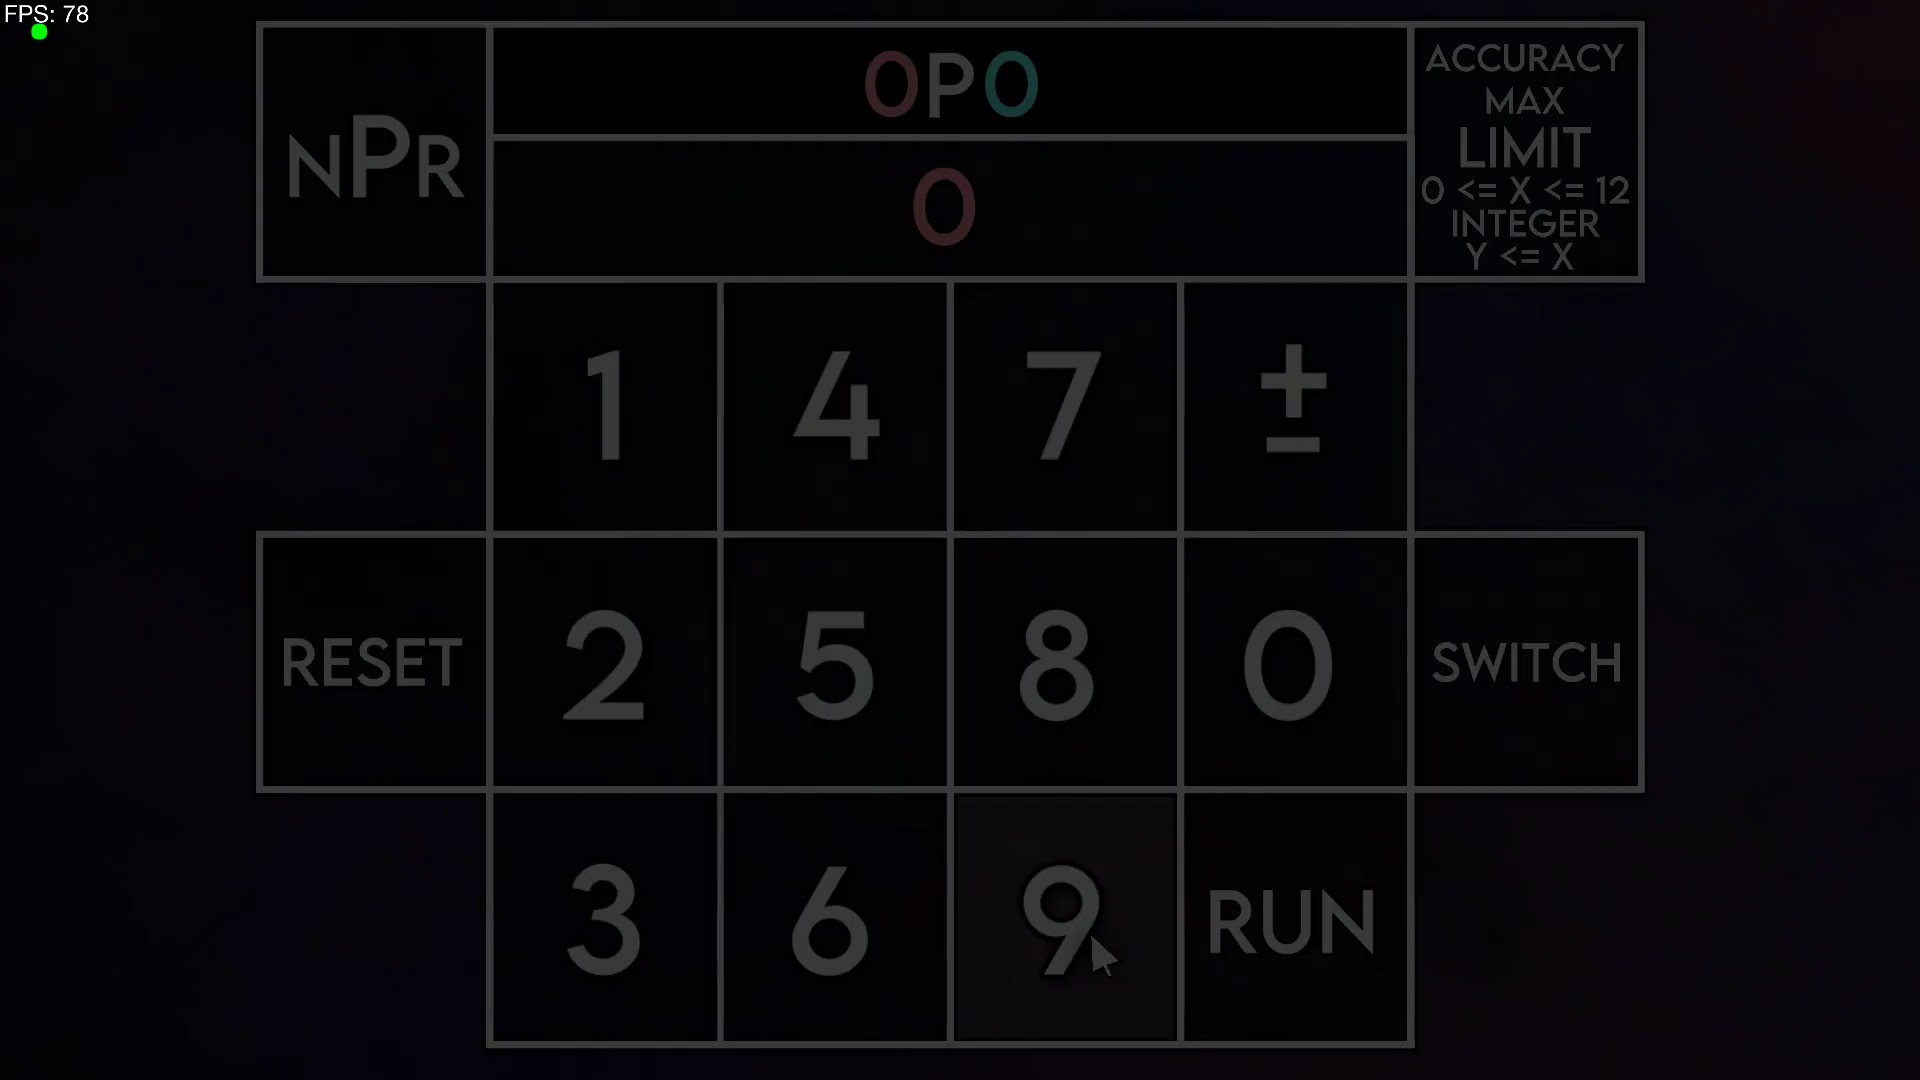 FPS: 78
NPR
0P0
0
ACCURACY
MAX
LIMIT
0 <= X <= 12
INTEGER
Y <= X
1 4 7 ±
RESET 2 5 8 0 SWITCH
3 6 9 RUN